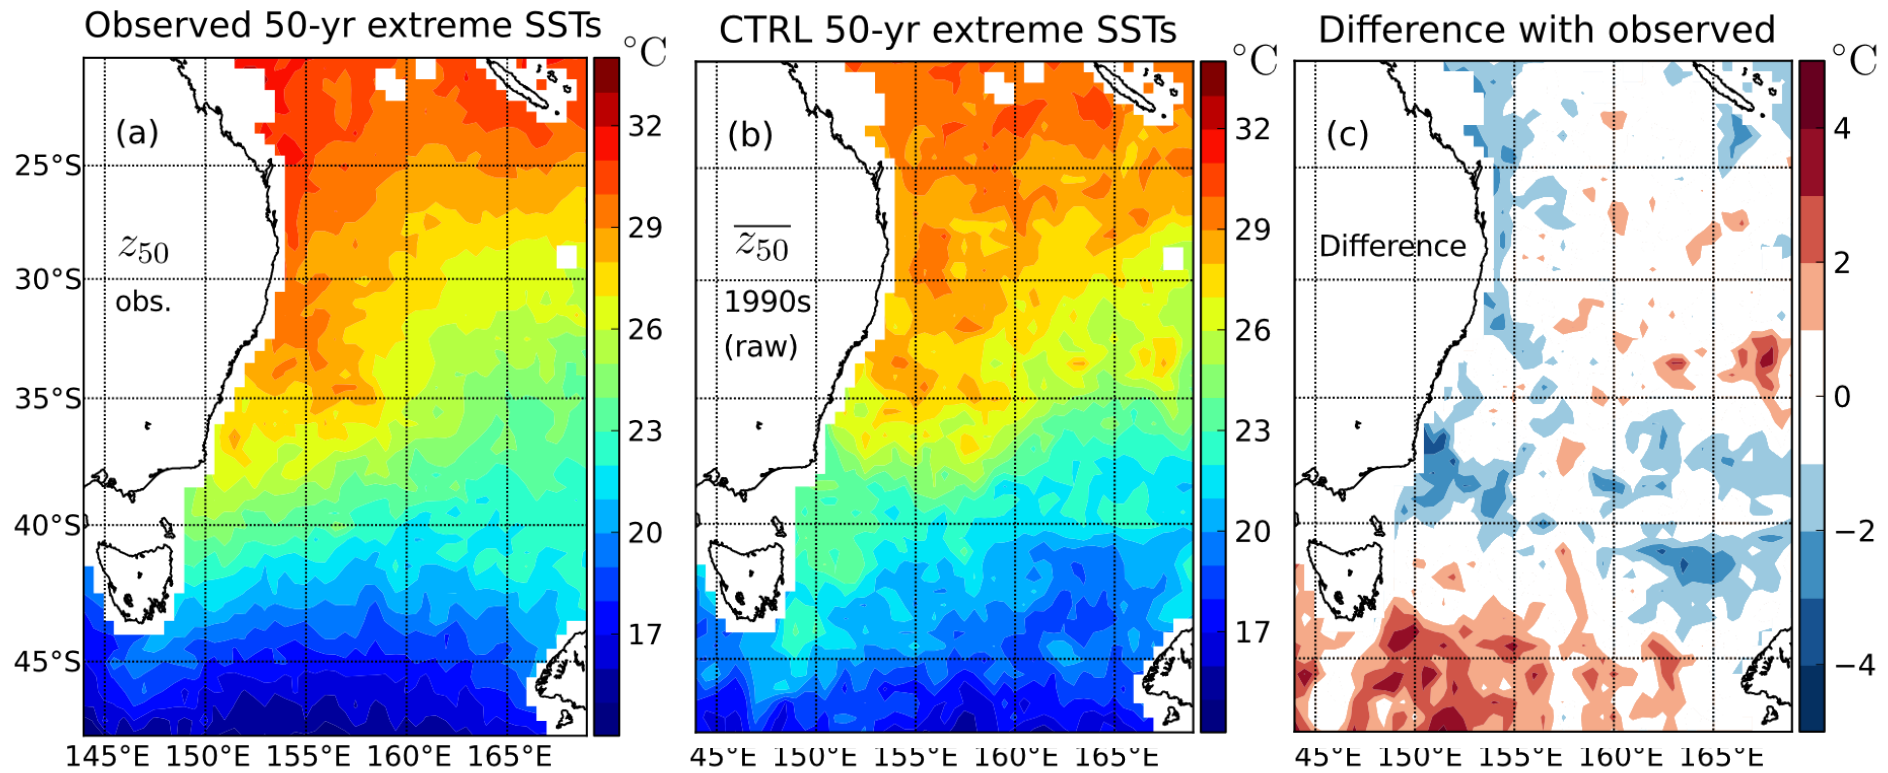 Observed 50-yr extreme SSTs
°C
(a)
z50
obs.
25°S
30°S
35°S
40°S
45°S
145°E 150°E 155°E 160°E 165°E
32
29
26
23
20
17
CTRL 50-yr extreme SSTs
°C
(b)
z50
1990s
(raw)
45°E 150°E 155°E 160°E 165°E
32
29
26
23
20
17
Difference with observed
°C
(c)
Difference
45°E 150°E 155°E 160°E 165°E
4
2
0
−2
−4